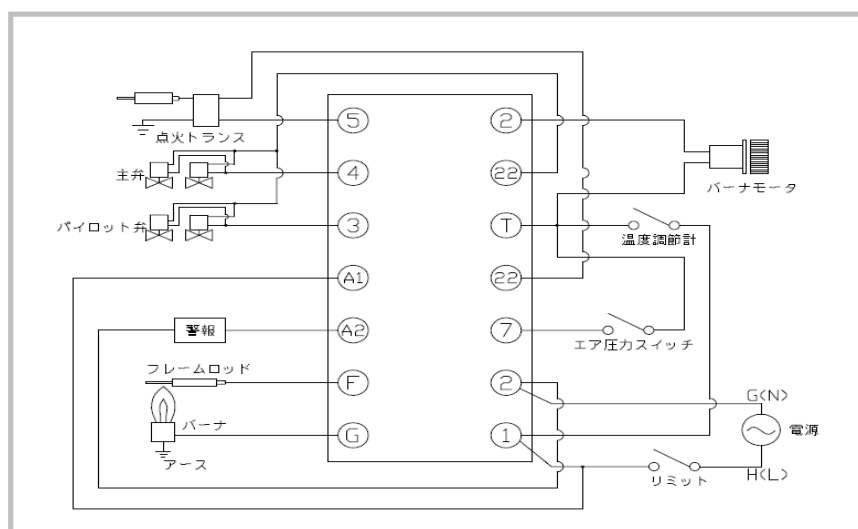 5
2
点火トランス
主弁
4
22
バーナモータ
パイロット弁
3
T
温度調節計
A1
22
警報
A2
7
エア圧力スイッチ
フレームロッド
F
2
G(N)
バーナ
G
1
電源
アース
リミット
H(L)